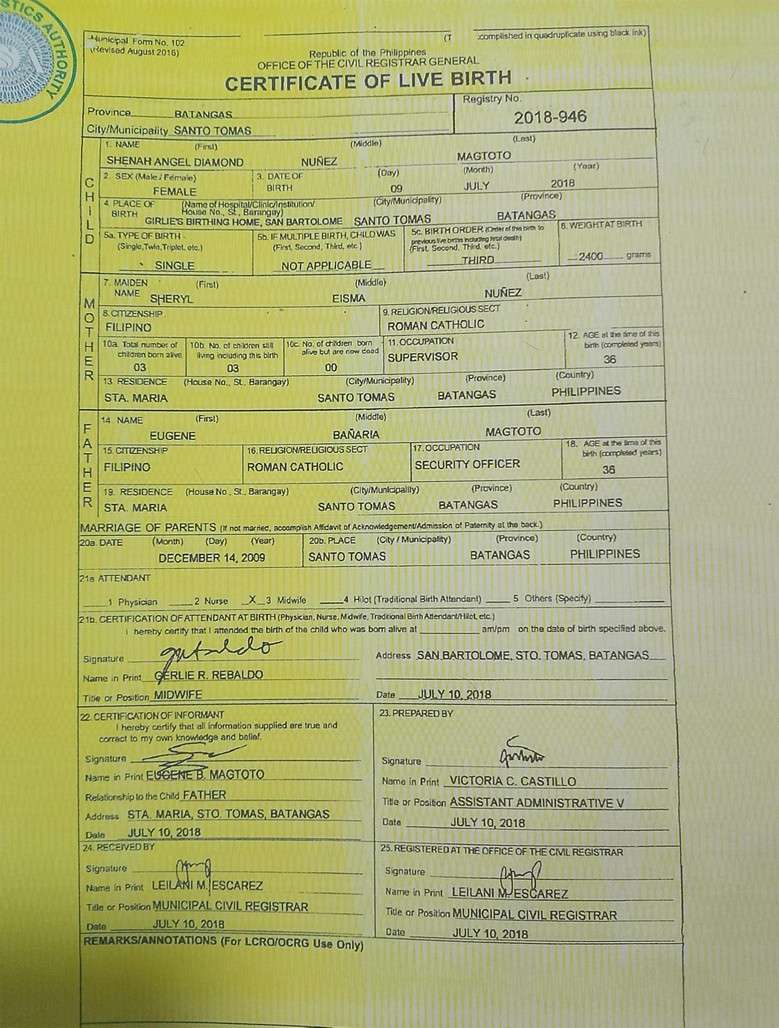 STICS AUTHORITY
Municipal Form No. 102
(Revised August 2016)
(T complished in quadruplicate using black ink)
Republic of the Philippines
OFFICE OF THE CIVIL REGISTRAR GENERAL
CERTIFICATE OF LIVE BIRTH
Province BATANGAS
City/Municipality SANTO TOMAS
Registry No.
2018-946
CHILD
1. NAME (First) (Middle) (Last)
SHENAH ANGEL DIAMOND NUÑEZ MAGTOTO
2. SEX (Male / Female)
FEMALE
3. DATE OF BIRTH (Day) (Month) (Year)
09 JULY 2018
4. PLACE OF BIRTH (Name of Hospital/Clinic/Institution/ House No., St., Barangay) (City/Municipality) (Province)
GIRLIE'S BIRTHING HOME, SAN BARTOLOME SANTO TOMAS BATANGAS
5a. TYPE OF BIRTH
(Single,Twin,Triplet, etc.)
SINGLE
5b. IF MULTIPLE BIRTH, CHILD WAS
(First, Second, Third, etc.)
NOT APPLICABLE
5c. BIRTH ORDER (Order of this birth to
previous live births including fetal death)
(First, Second, Third, etc.)
THIRD
6. WEIGHT AT BIRTH
2400 grams
MOTHER
7. MAIDEN NAME (First) (Middle) (Last)
SHERYL EISMA NUÑEZ
8. CITIZENSHIP
FILIPINO
9. RELIGION/RELIGIOUS SECT
ROMAN CATHOLIC
10a. Total number of
children born alive
03
10b. No. of children still
living including this birth
03
10c. No. of children born
alive but are now dead
00
11. OCCUPATION
SUPERVISOR
12. AGE at the time of this
birth (completed years)
36
13. RESIDENCE (House No., St., Barangay) (City/Municipality) (Province) (Country)
STA. MARIA SANTO TOMAS BATANGAS PHILIPPINES
FATHER
14. NAME (First) (Middle) (Last)
EUGENE BAÑARIA MAGTOTO
15. CITIZENSHIP
FILIPINO
16. RELIGION/RELIGIOUS SECT
ROMAN CATHOLIC
17. OCCUPATION
SECURITY OFFICER
18. AGE at the time of this
birth (completed years)
36
19. RESIDENCE (House No., St., Barangay) (City/Municipality) (Province) (Country)
STA. MARIA SANTO TOMAS BATANGAS PHILIPPINES
MARRIAGE OF PARENTS (If not married, accomplish Affidavit of Acknowledgement/Admission of Paternity at the back.)
20a. DATE (Month) (Day) (Year)
DECEMBER 14, 2009
20b. PLACE (City / Municipality) (Province) (Country)
SANTO TOMAS BATANGAS PHILIPPINES
21a ATTENDANT
1 Physician 2 Nurse X 3 Midwife 4 Hilot (Traditional Birth Attendant) 5 Others (Specify)
21b. CERTIFICATION OF ATTENDANT AT BIRTH (Physician, Nurse, Midwife, Traditional Birth Attendant/Hilot, etc.)
I hereby certify that I attended the birth of the child who was born alive at am/pm on the date of birth specified above.
Signature
Name in Print GERLIE R. REBALDO
Title or Position MIDWIFE
Address SAN BARTOLOME, STO. TOMAS, BATANGAS
Date JULY 10, 2018
22. CERTIFICATION OF INFORMANT
I hereby certify that all information supplied are true and
correct to my own knowledge and belief.
Signature
Name in Print EUGENE B. MAGTOTO
Relationship to the Child FATHER
Address STA. MARIA, STO. TOMAS, BATANGAS
Date JULY 10, 2018
23. PREPARED BY
Signature
Name in Print VICTORIA C. CASTILLO
Title or Position ASSISTANT ADMINISTRATIVE V
Date JULY 10, 2018
24. RECEIVED BY
Signature
Name in Print LEILANI M. ESCAREZ
Title or Position MUNICIPAL CIVIL REGISTRAR
Date JULY 10, 2018
25. REGISTERED AT THE OFFICE OF THE CIVIL REGISTRAR
Signature
Name in Print LEILANI M. ESCAREZ
Title or Position MUNICIPAL CIVIL REGISTRAR
Date JULY 10, 2018
REMARKS/ANNOTATIONS (For LCRO/OCRG Use Only)